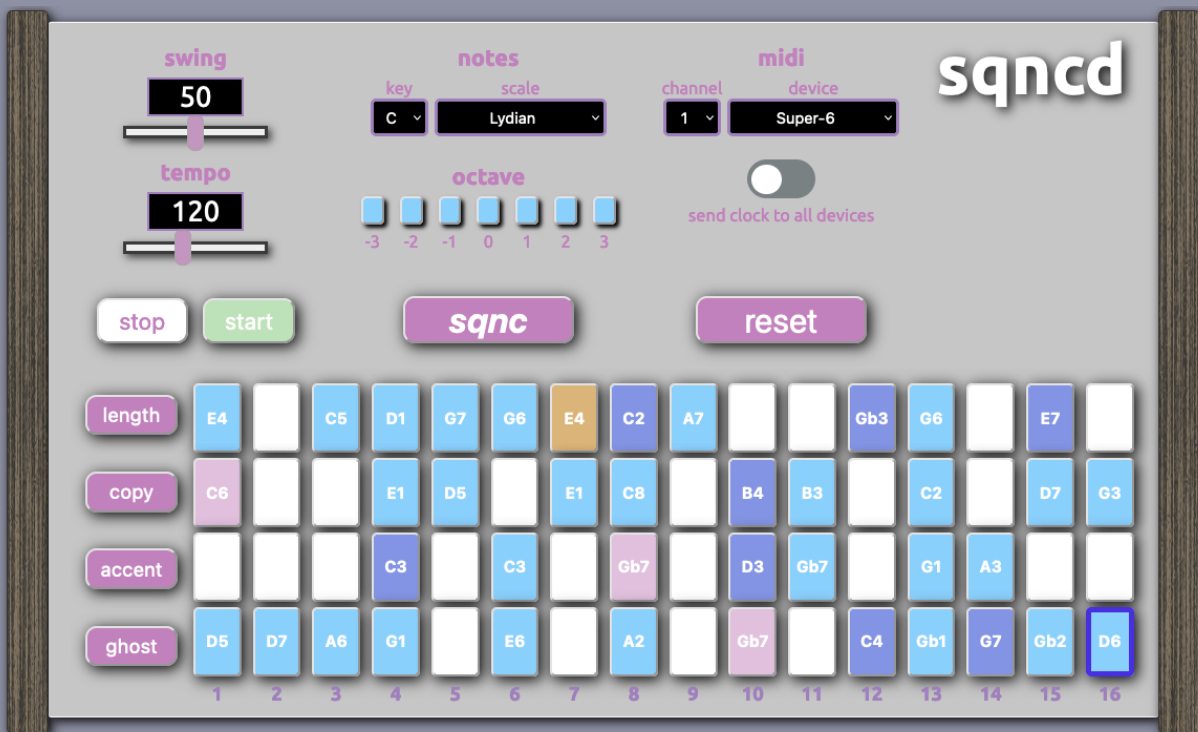 sqncd
swing
50
tempo
120
notes
key scale
C Lydian
octave
-3 -2 -1 0 1 2 3
midi
channel device
1 Super-6
send clock to all devices
stop start sqnc reset
length E4 C5 D1 G7 G6 E4 C2 A7 Gb3 G6 E7
copy C6 E1 D5 E1 C8 B4 B3 C2 D7 G3
accent C3 C3 Gb7 D3 Gb7 G1 A3
ghost D5 D7 A6 G1 E6 A2 Gb7 C4 Gb1 G7 Gb2 D6
1 2 3 4 5 6 7 8 9 10 11 12 13 14 15 16